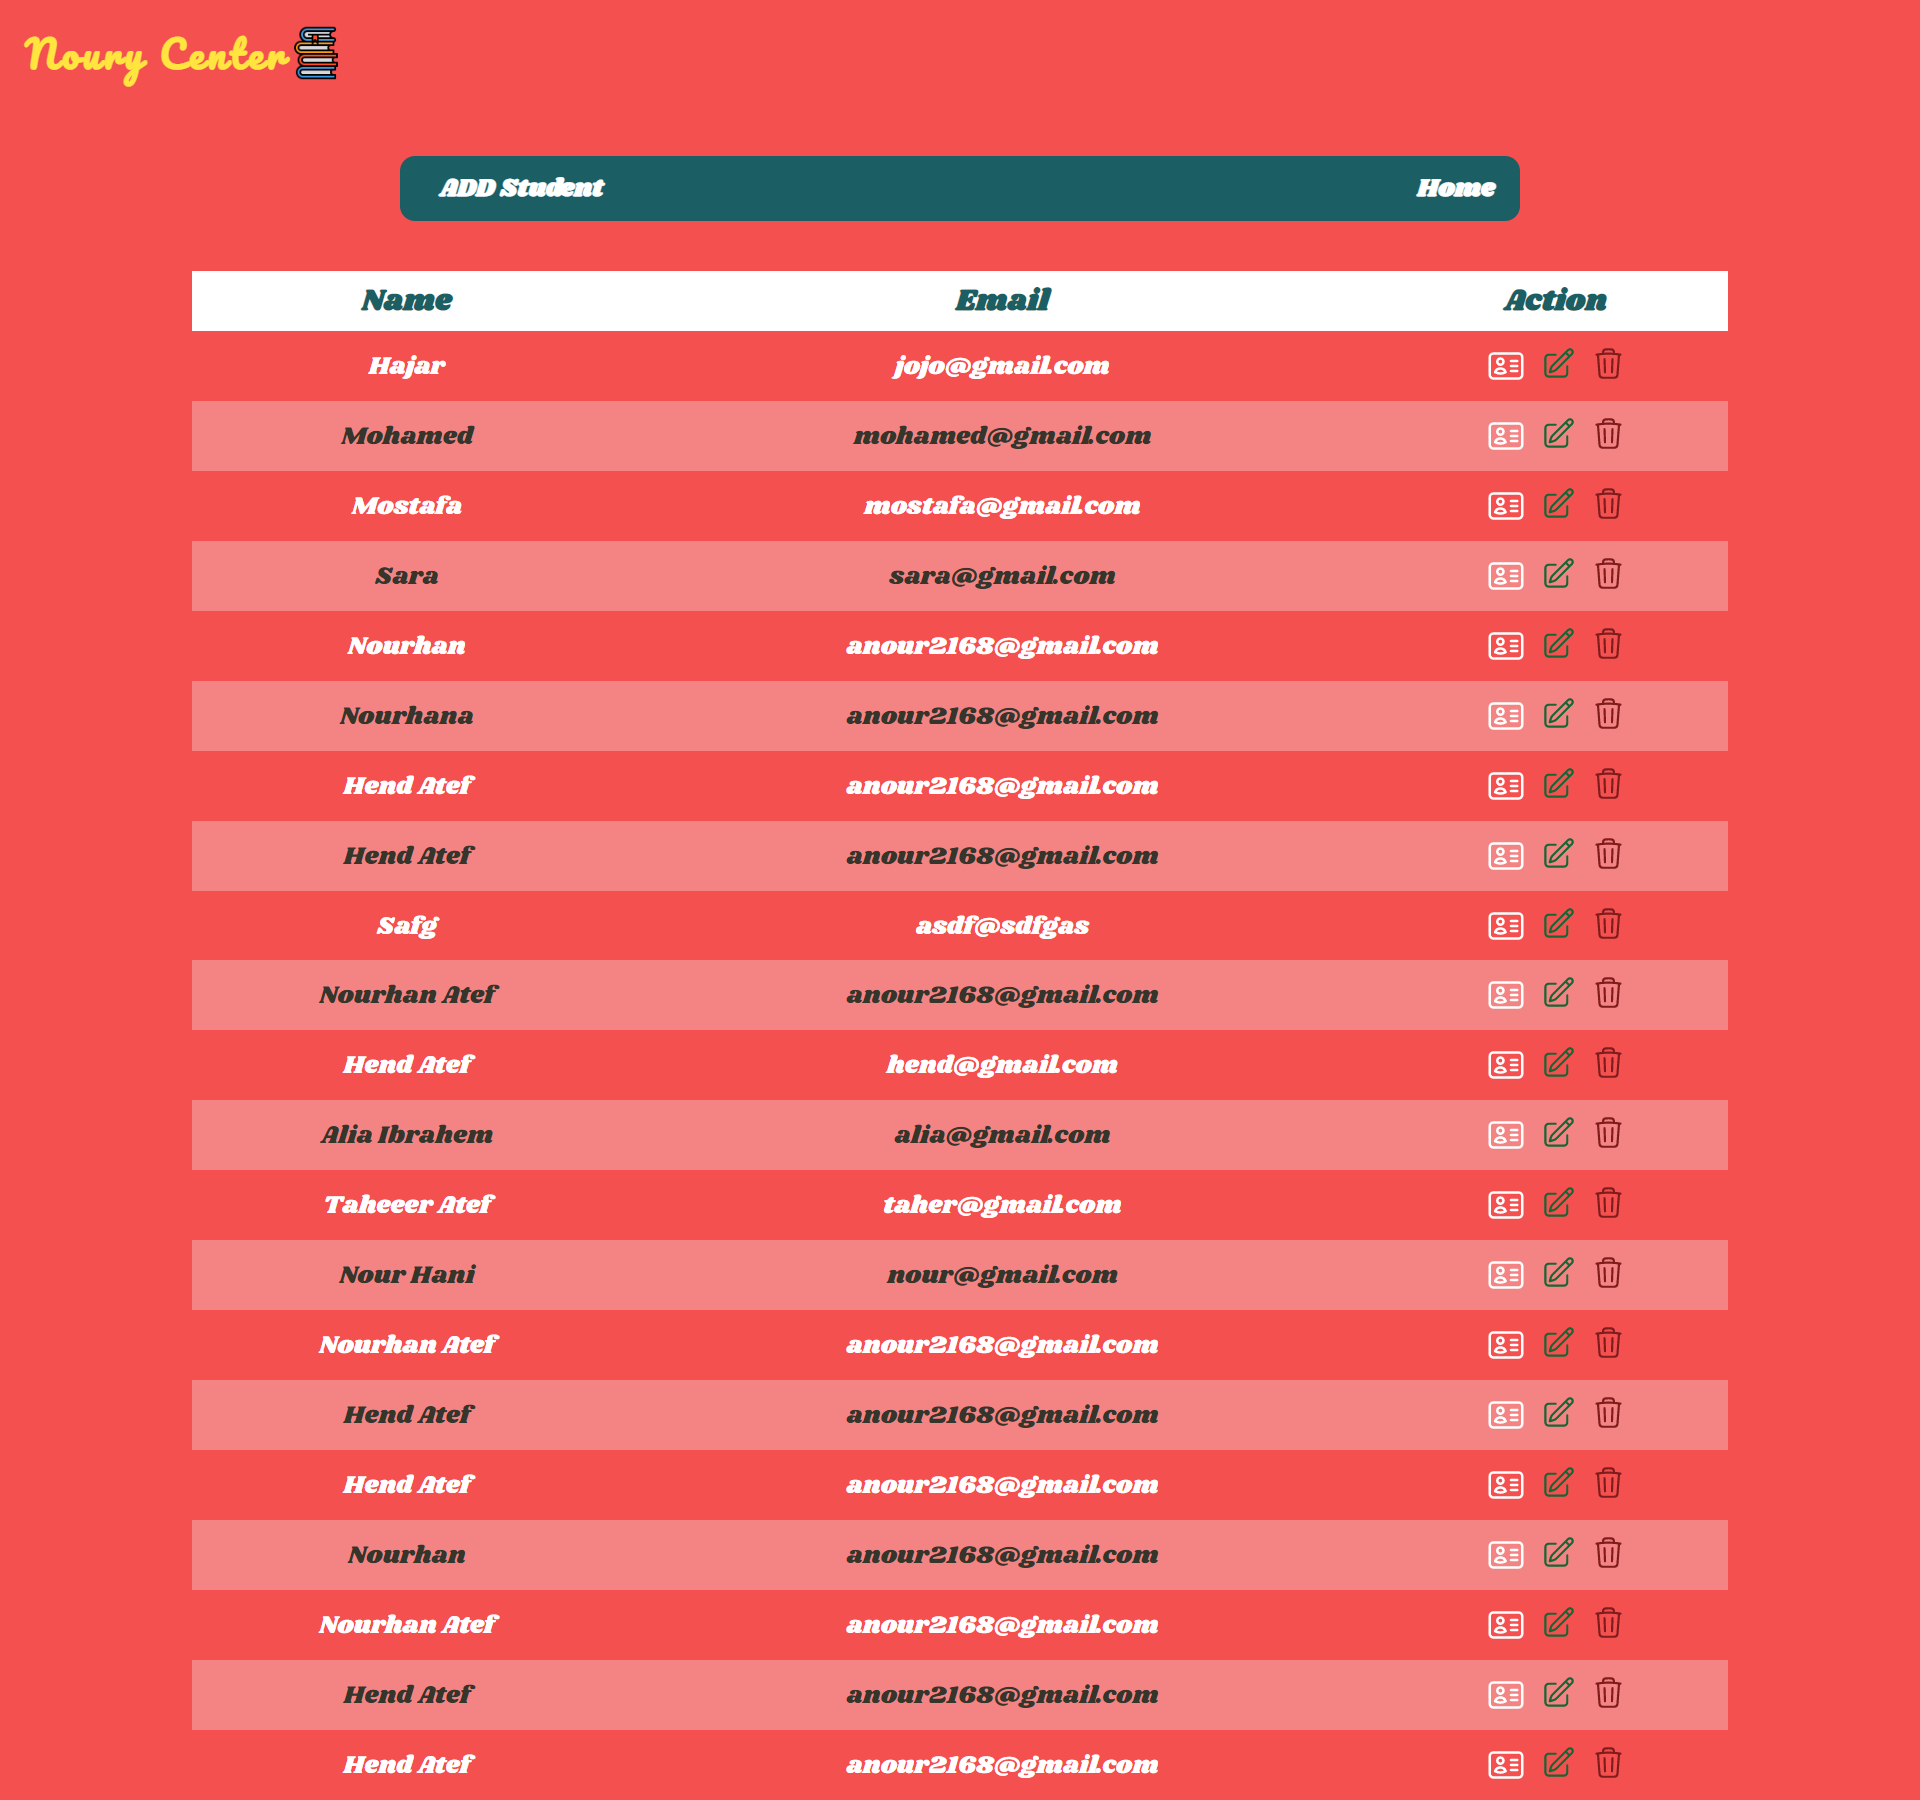 Noury Center
ADD Student Home
Name Email Action
Hajar jojo@gmail.com
Mohamed mohamed@gmail.com
Mostafa mostafa@gmail.com
Sara sara@gmail.com
Nourhan anour2168@gmail.com
Nourhana anour2168@gmail.com
Hend Atef anour2168@gmail.com
Hend Atef anour2168@gmail.com
Safg asdf@sdfgas
Nourhan Atef anour2168@gmail.com
Hend Atef hend@gmail.com
Alia Ibrahem alia@gmail.com
Taheeer Atef taher@gmail.com
Nour Hani nour@gmail.com
Nourhan Atef anour2168@gmail.com
Hend Atef anour2168@gmail.com
Hend Atef anour2168@gmail.com
Nourhan anour2168@gmail.com
Nourhan Atef anour2168@gmail.com
Hend Atef anour2168@gmail.com
Hend Atef anour2168@gmail.com